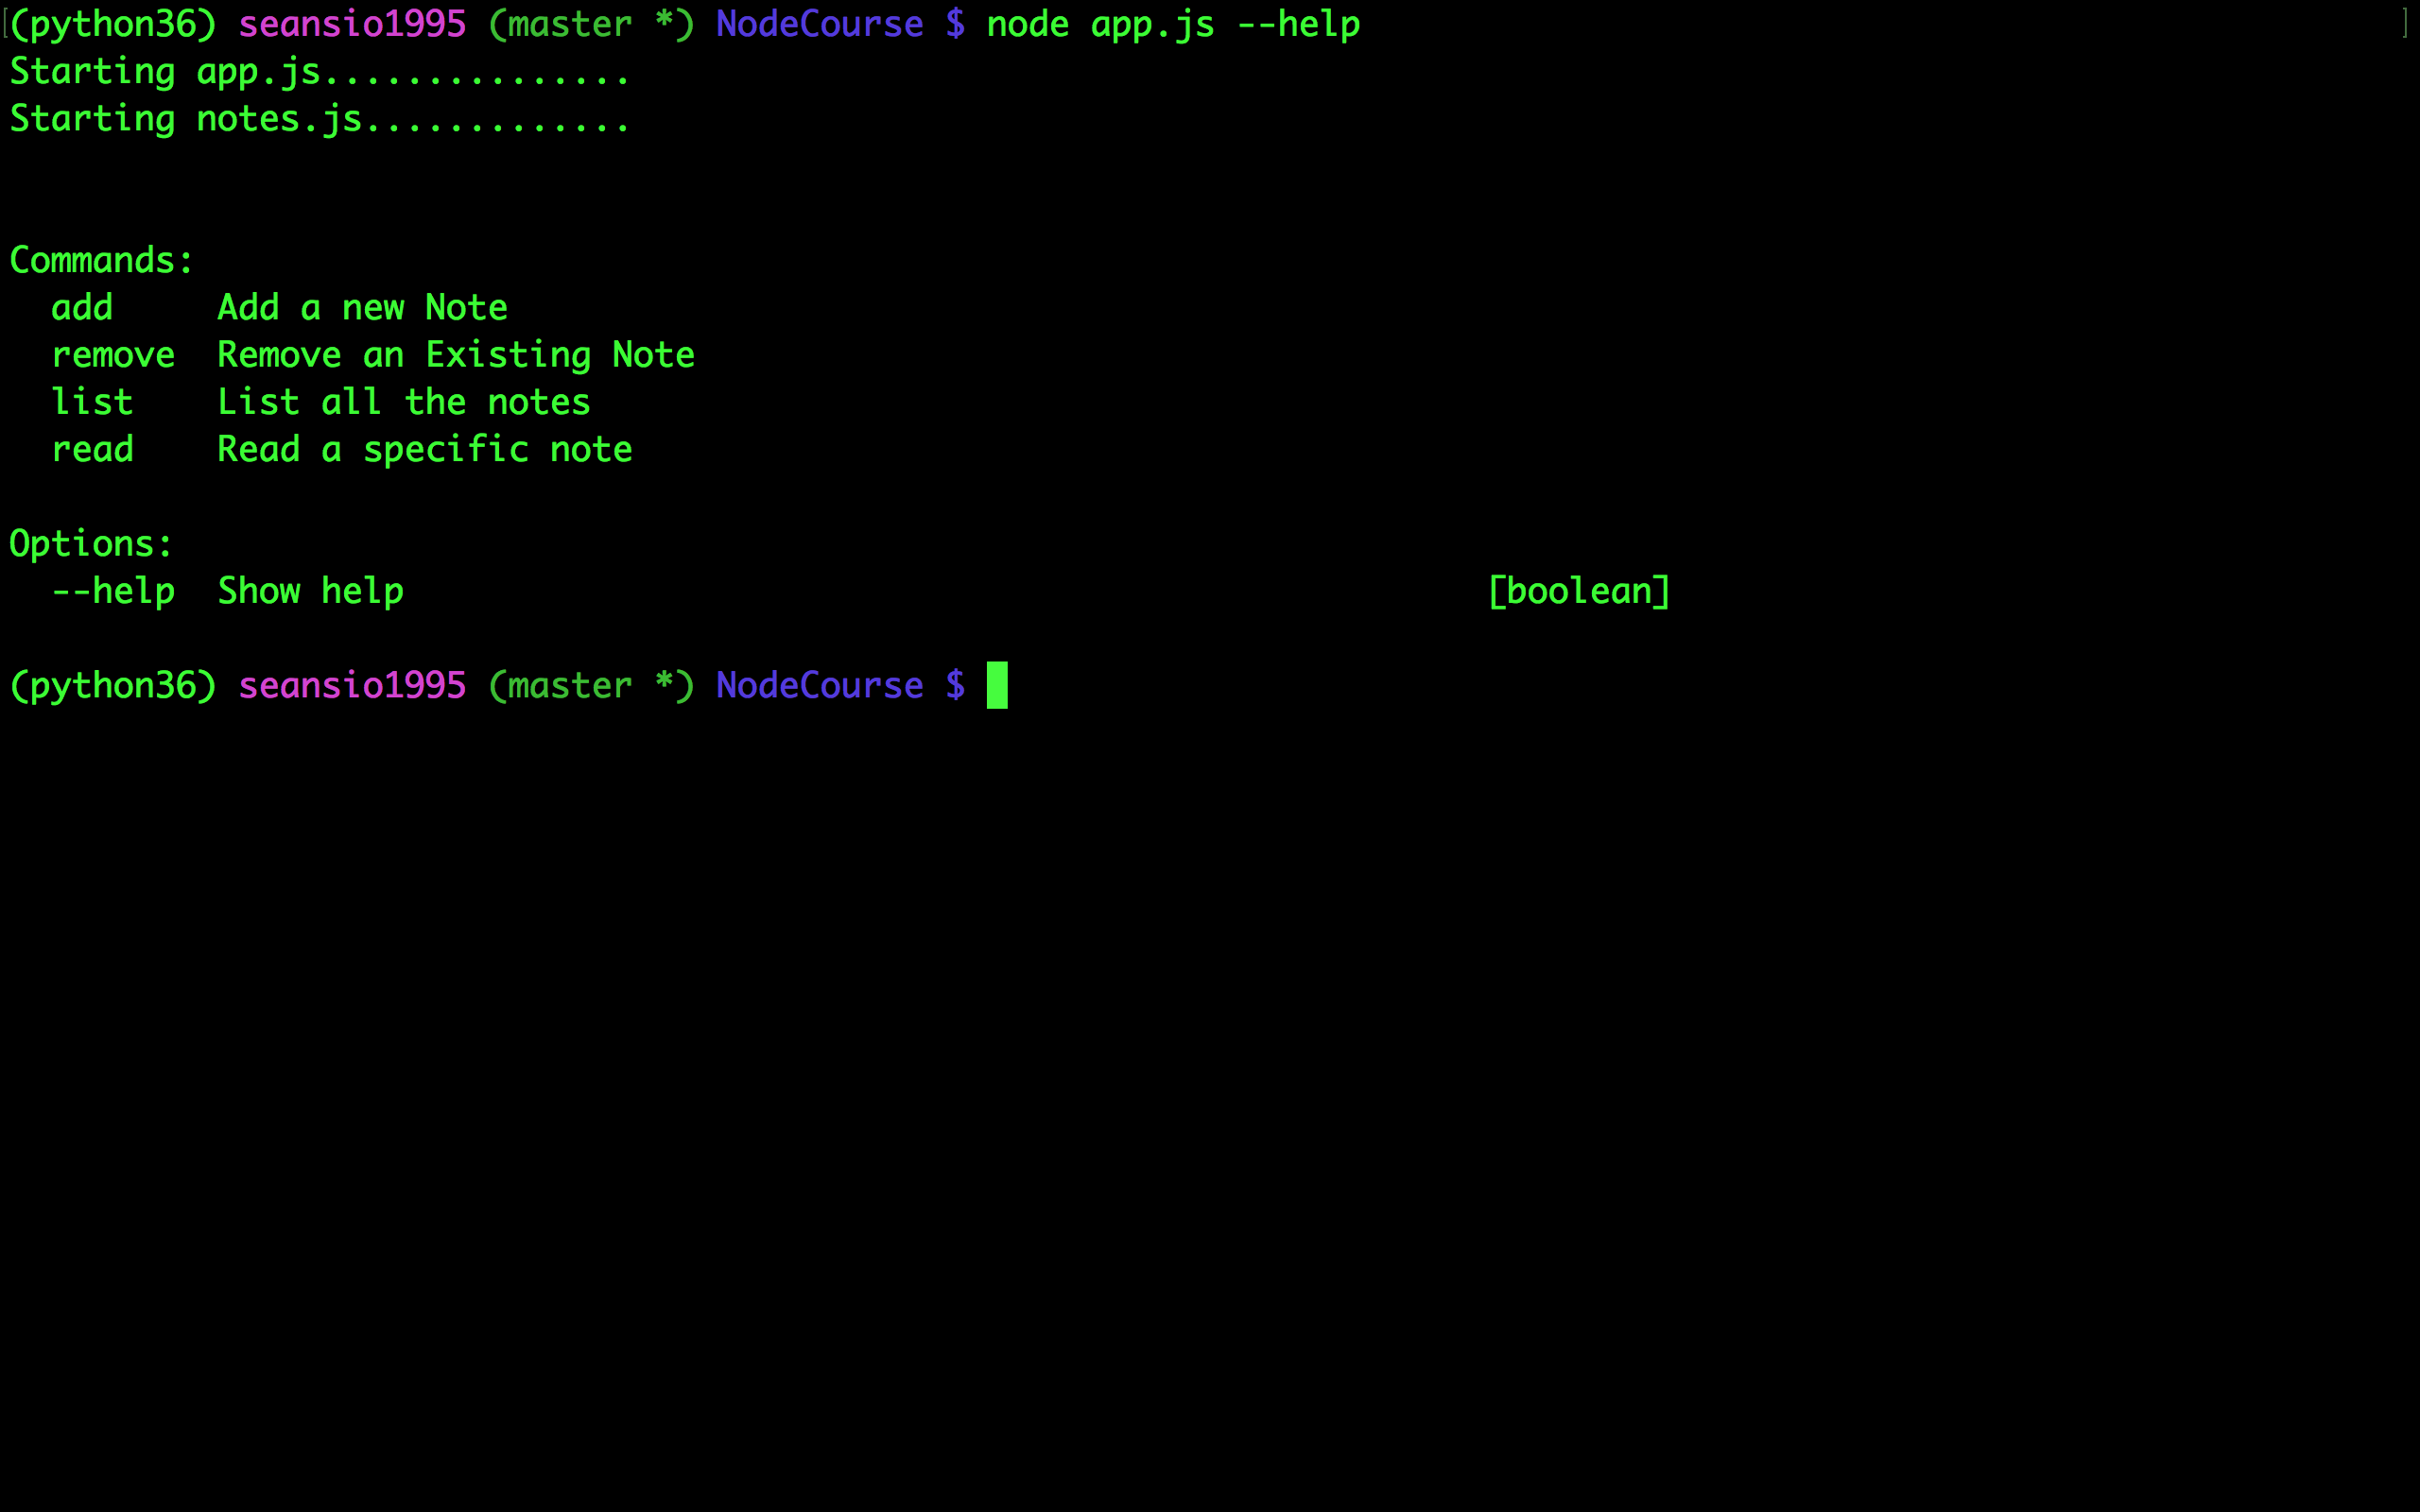 (python36) seansio1995 (master *) NodeCourse $ node app.js --help
Starting app.js...............
Starting notes.js.............
Commands:
add Add a new Note
remove Remove an Existing Note
list List all the notes
read Read a specific note
Options:
--help Show help [boolean]
(python36) seansio1995 (master *) NodeCourse $